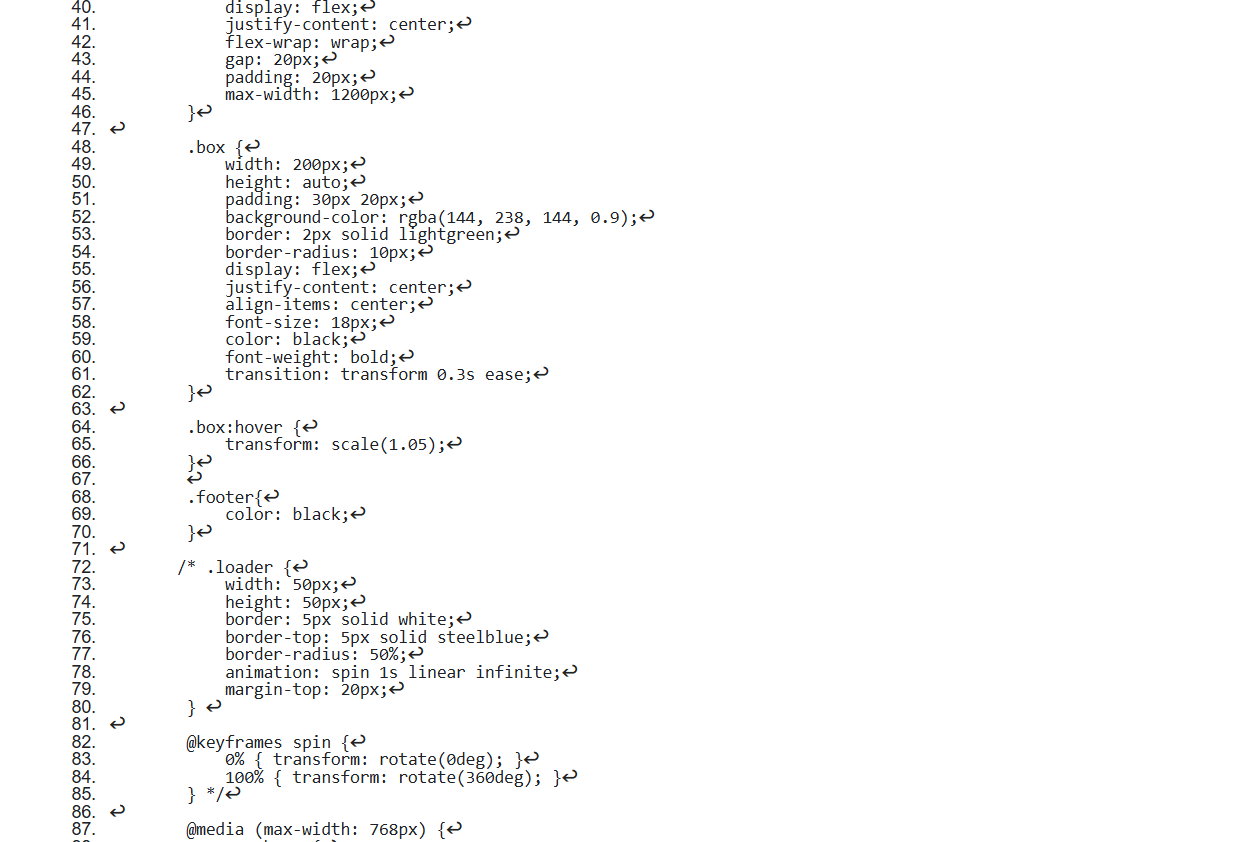 40.             display: flex;↩
41.             justify-content: center;↩
42.             flex-wrap: wrap;↩
43.             gap: 20px;↩
44.             padding: 20px;↩
45.             max-width: 1200px;↩
46.         }↩
47. ↩
48.         .box {↩
49.             width: 200px;↩
50.             height: auto;↩
51.             padding: 30px 20px;↩
52.             background-color: rgba(144, 238, 144, 0.9);↩
53.             border: 2px solid lightgreen;↩
54.             border-radius: 10px;↩
55.             display: flex;↩
56.             justify-content: center;↩
57.             align-items: center;↩
58.             font-size: 18px;↩
59.             color: black;↩
60.             font-weight: bold;↩
61.             transition: transform 0.3s ease;↩
62.         }↩
63. ↩
64.         .box:hover {↩
65.             transform: scale(1.05);↩
66.         }↩
67.         ↩
68.         .footer{↩
69.             color: black;↩
70.         }↩
71. ↩
72.        /* .loader {↩
73.             width: 50px;↩
74.             height: 50px;↩
75.             border: 5px solid white;↩
76.             border-top: 5px solid steelblue;↩
77.             border-radius: 50%;↩
78.             animation: spin 1s linear infinite;↩
79.             margin-top: 20px;↩
80.         } ↩
81. ↩
82.         @keyframes spin {↩
83.             0% { transform: rotate(0deg); }↩
84.             100% { transform: rotate(360deg); }↩
85.         } */↩
86. ↩
87.         @media (max-width: 768px) {↩